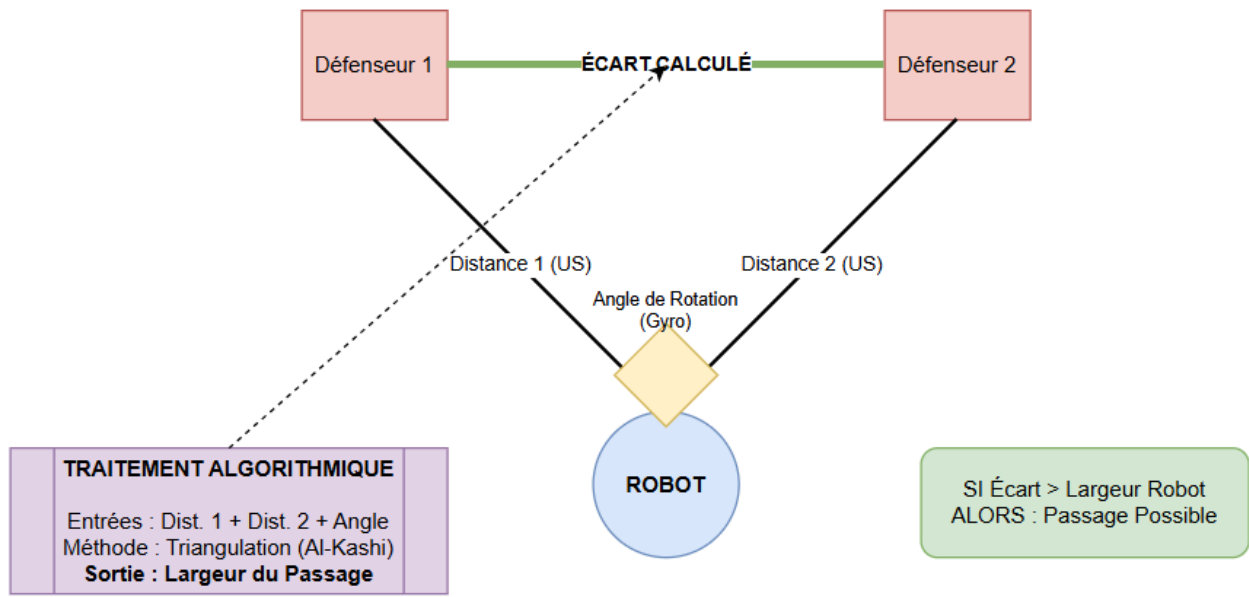 Défenseur 1
ÉCART CALCULÉ
Défenseur 2
Distance 1 (US)
Distance 2 (US)
Angle de Rotation
(Gyro)
TRAITEMENT ALGORITHMIQUE
Entrées : Dist. 1 + Dist. 2 + Angle
Méthode : Triangulation (Al-Kashi)
Sortie : Largeur du Passage
ROBOT
SI Écart > Largeur Robot
ALORS : Passage Possible